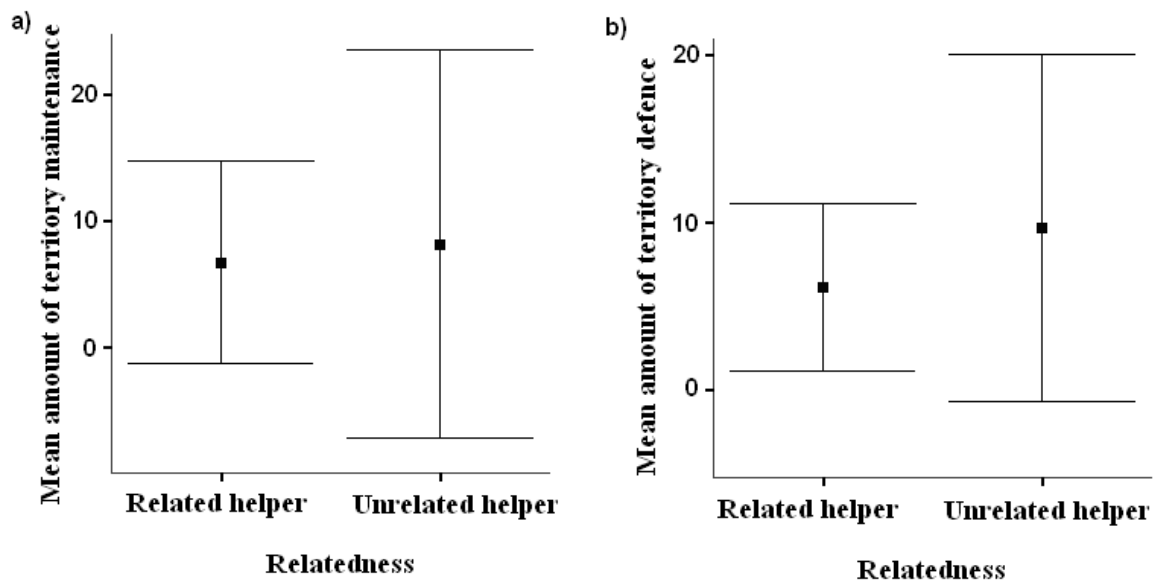 a)
Mean amount of territory maintenance
20
10
0
Related helper
Unrelated helper
Relatedness
b)
Mean amount of territory defence
20
10
0
Related helper
Unrelated helper
Relatedness